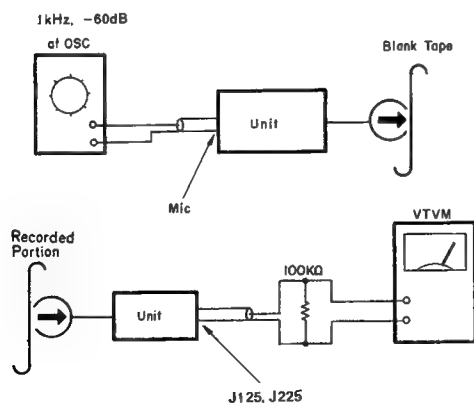 1kHz, -60dB
at OSC
Blank Tape
Unit
Mic
Recorded
Portion
VTVM
100KΩ
Unit
J125, J225